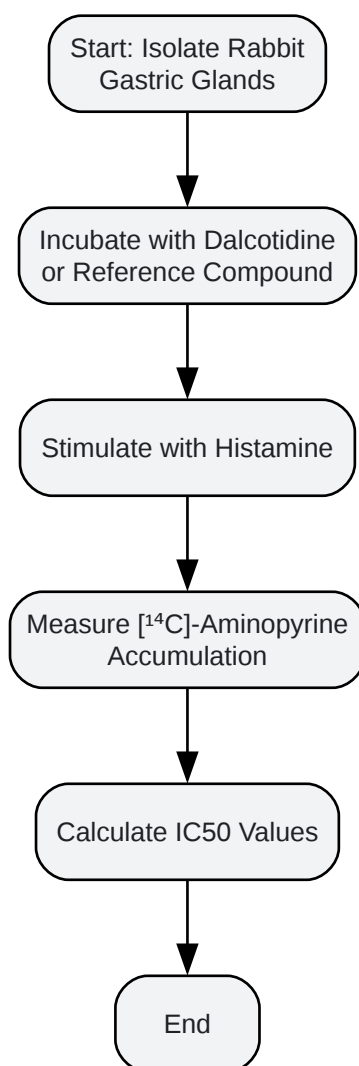 Start: Isolate Rabbit
Gastric Glands
Incubate with Dalcotidine
or Reference Compound
Stimulate with Histamine
Measure [¹⁴C]-Aminopyrine
Accumulation
Calculate IC50 Values
End